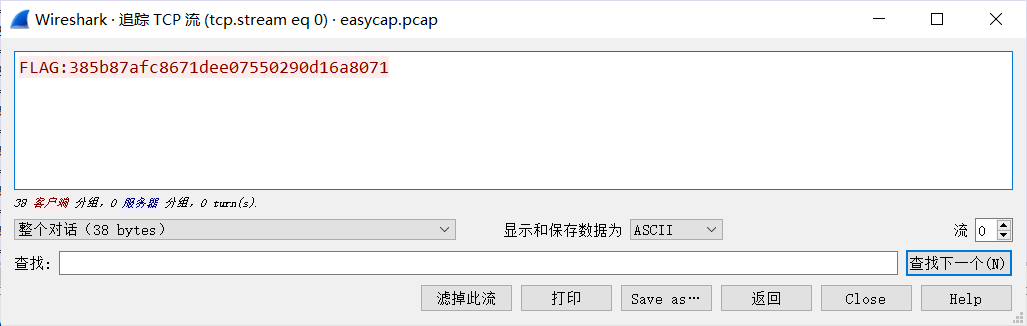 Wireshark · 追踪 TCP 流 (tcp.stream eq 0) · easycap.pcap
FLAG:385b87afc8671dee07550290d16a8071
38 客户端 分组，0 服务器 分组，0 turn(s).
整个对话（38 bytes） 显示和保存数据为 ASCII 流 0
查找: 查找下一个(N)
滤掉此流 打印 Save as… 返回 Close Help